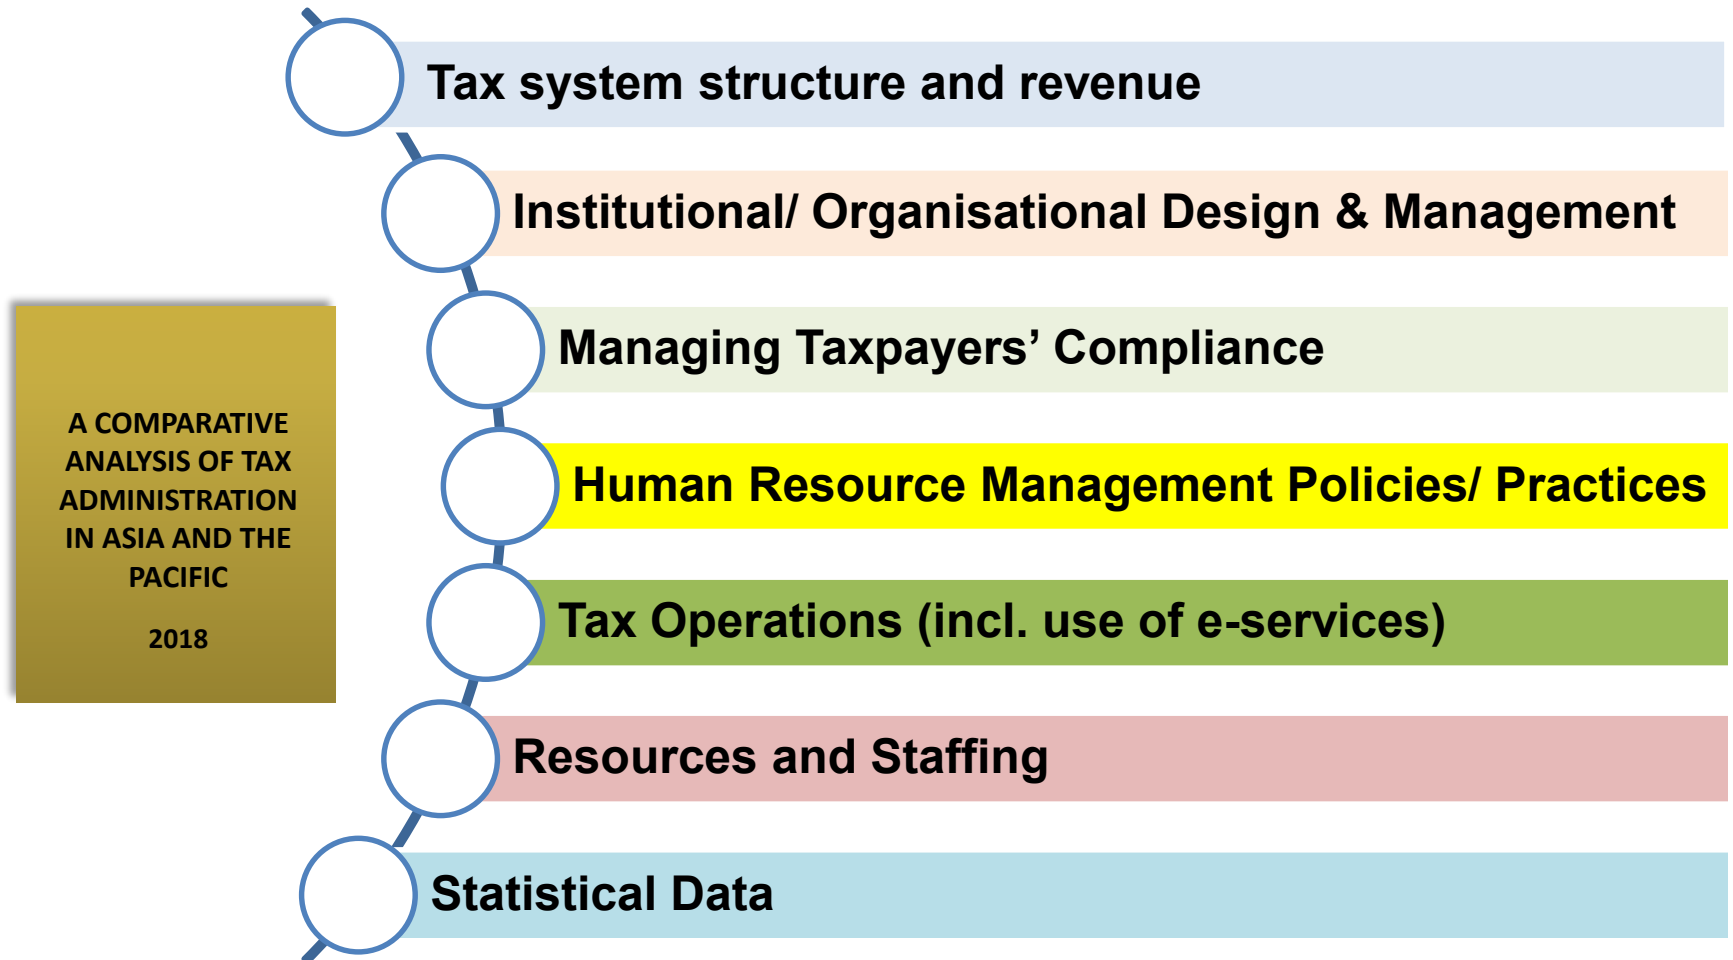 Tax system structure and revenue
Institutional/ Organisational Design & Management
Managing Taxpayers’ Compliance
Human Resource Management Policies/ Practices
Tax Operations (incl. use of e-services)
Resources and Staffing
Statistical Data
A COMPARATIVE
ANALYSIS OF TAX
ADMINISTRATION
IN ASIA AND THE
PACIFIC
2018